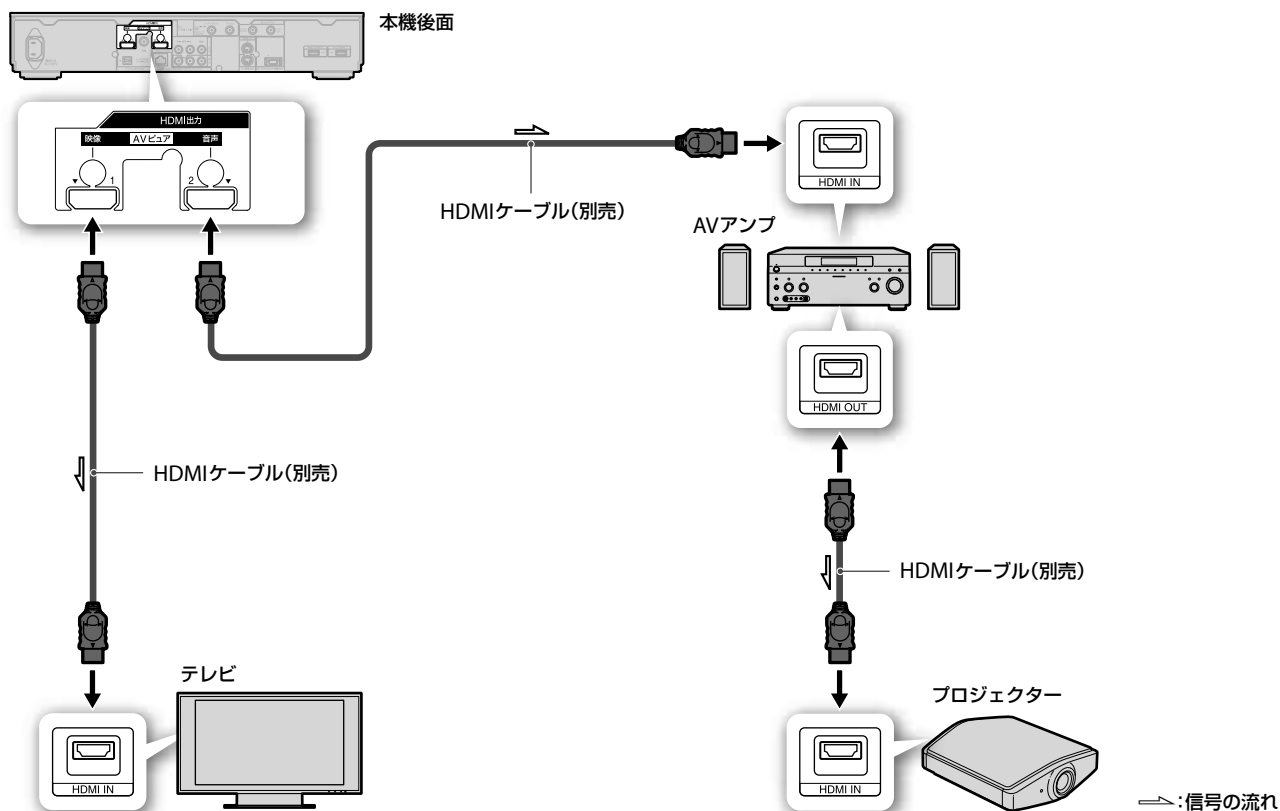 本機後面
HDMI出力
映像
AVピュア
音声
1
2
HDMIケーブル(別売)
HDMI IN
AVアンプ
HDMI OUT
HDMIケーブル(別売)
HDMIケーブル(別売)
テレビ
HDMI IN
プロジェクター
HDMI IN
:信号の流れ